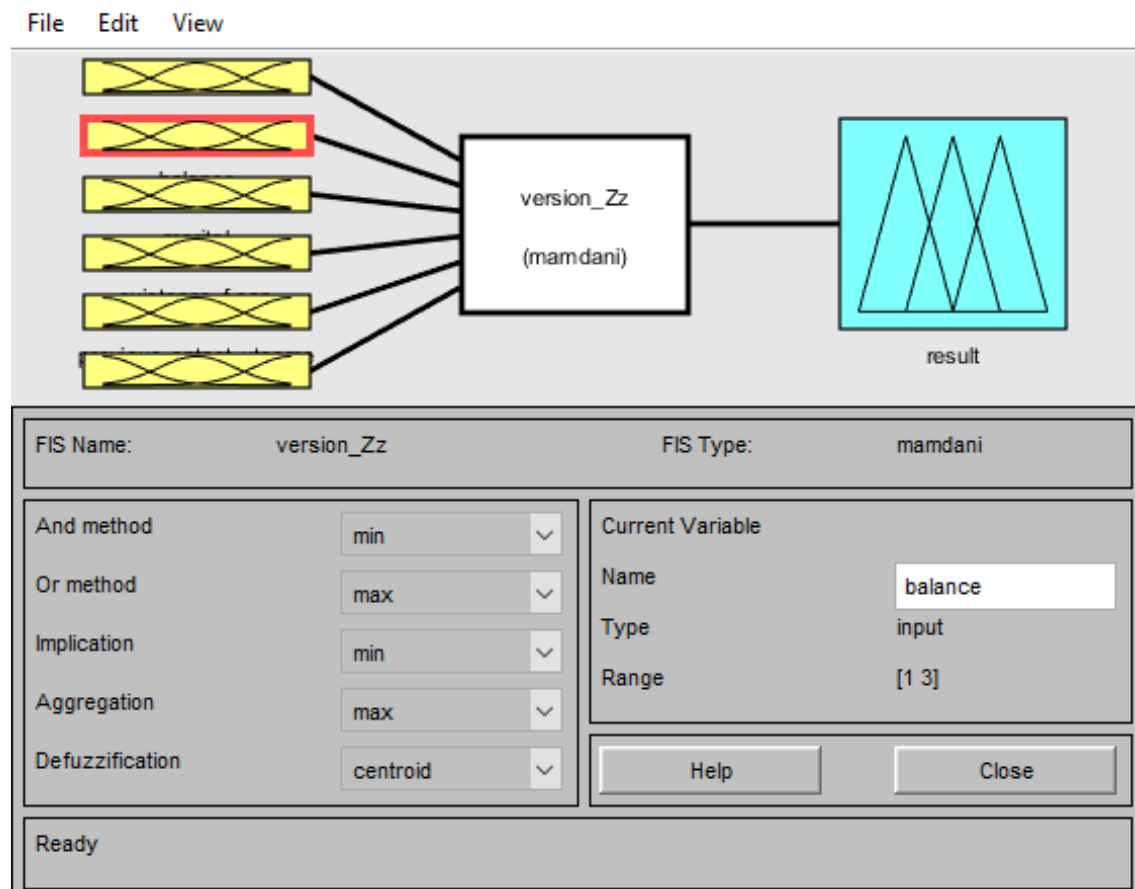 File Edit View
version_Zz
(mamdani)
result
FIS Name: version_Zz FIS Type: mamdani
And method min
Or method max
Implication min
Aggregation max
Defuzzification centroid
Current Variable
Name balance
Type input
Range [1 3]
Help Close
Ready